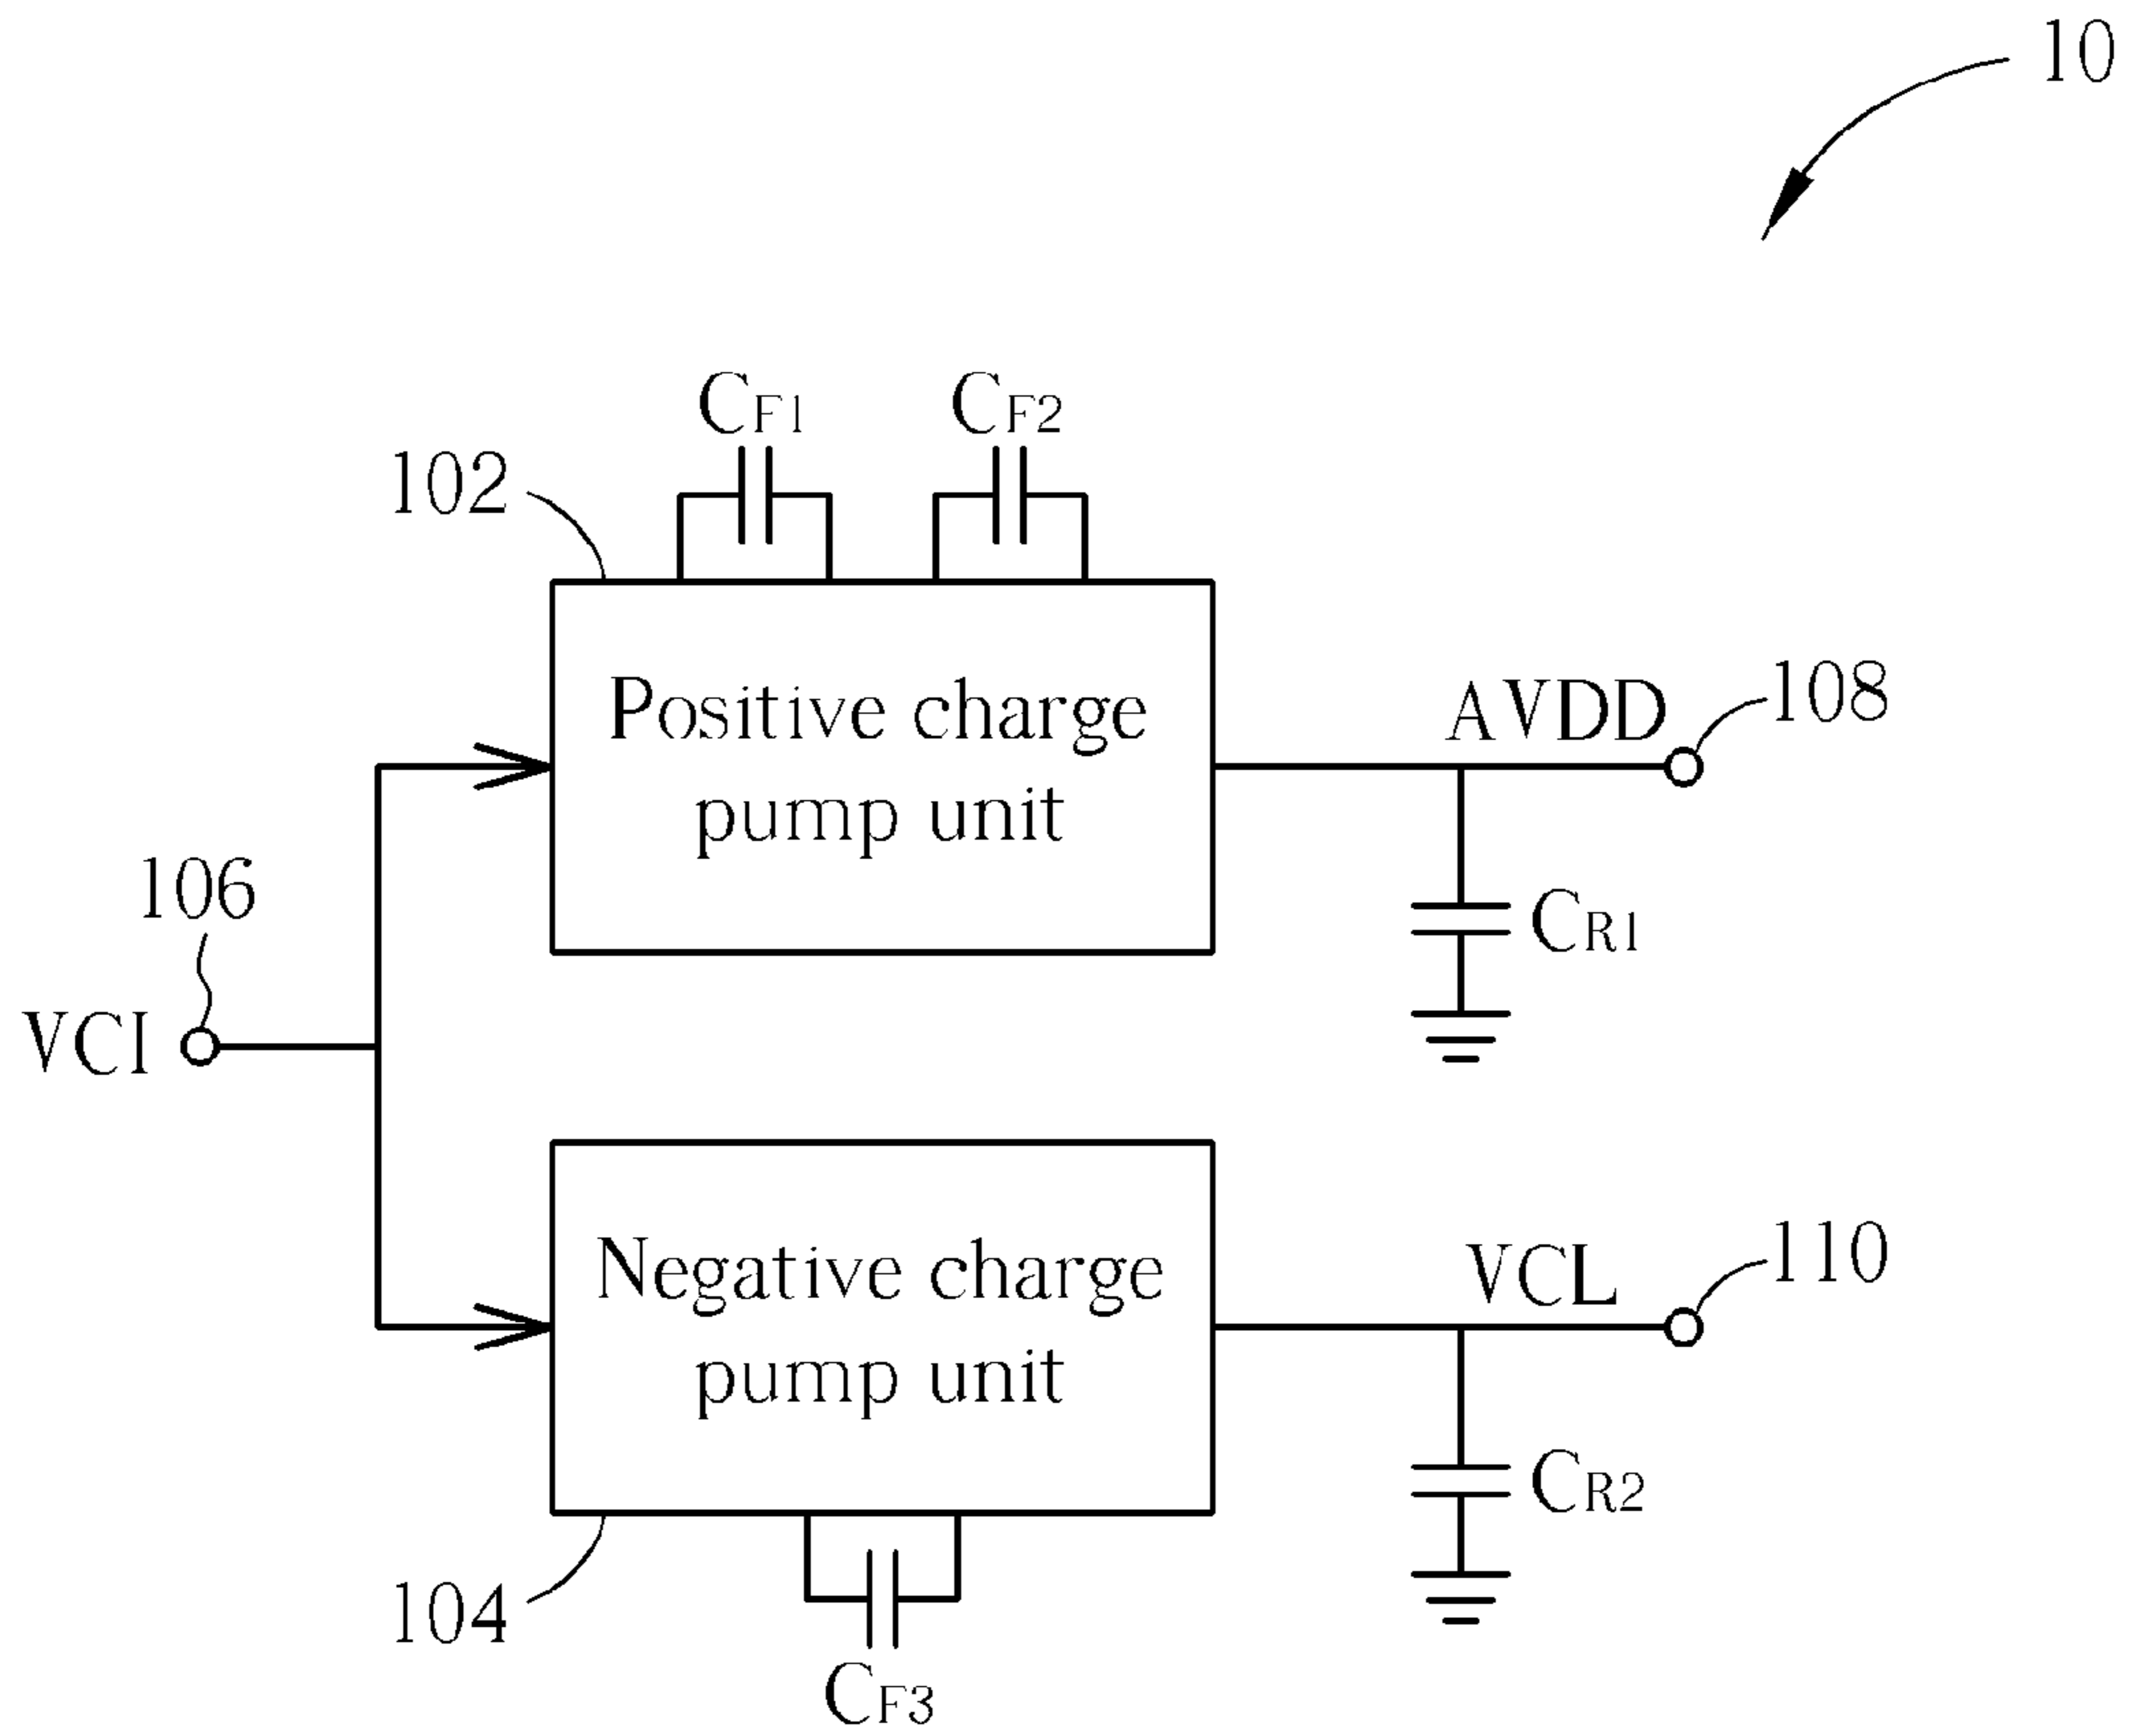 10
CF1
CF2
102
Positive charge
pump unit
AVDD
108
106
CR1
VCI
Negative charge
pump unit
VCL
110
CR2
104
CF3